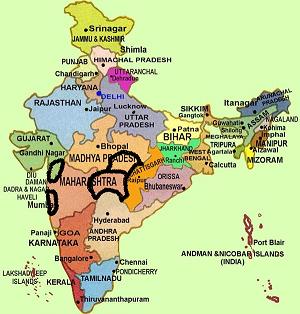 Srinagar
JAMMU & KASHMIR
Shimla
HIMACHAL PRADESH
PUNJAB
Chandigarh
UTTARANCHAL
Dehradun
HARYANA
DELHI
RAJASTHAN
Jaipur
Lucknow
UTTAR
PRADESH
SIKKIM
Gangtok
Itanagar
ARUNACHAL PRADESH
ASSAM
NAGALAND
Guwahati
Kohima
Shillong
Imphal
MEGHALAYA
MANIPUR
Agartala
Aizawal
TRIPURA
MIZORAM
Patna
BIHAR
JHARKHAND
Ranchi
WEST
BENGAL
Calcutta
GUJARAT
Gandhi Nagar
Bhopal
MADHYA PRADESH
CHHATTISGARH
Raipur
ORISSA
Bhubaneswar
DIU
DAMAN
DADRA & NAGAR
HAVELI
MAHARASHTRA
Mumbai
Hyderabad
ANDHRA
PRADESH
Panaji
GOA
KARNATAKA
Bangalore
Chennai
PONDICHERRY
TAMILNADU
LAKSHADWEEP
ISLANDS
KERALA
Thiruvananthapuram
Port Blair
ANDMAN &NICOBAR ISLANDS
(INDIA)